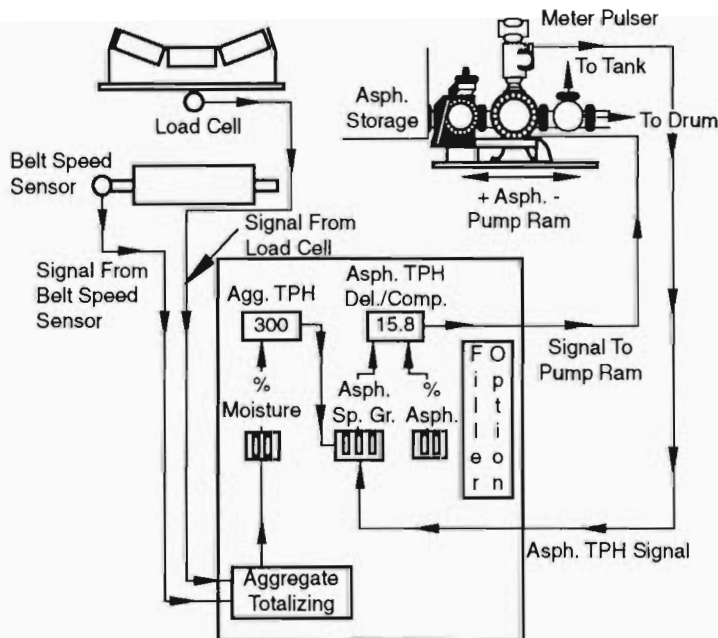 Meter Pulser
To Tank
Asph.
Storage
To Drum
Load Cell
Belt Speed
Sensor
+ Asph. -
Pump Ram
Signal From
Load Cell
Signal From
Belt Speed
Sensor
Agg. TPH
300
Asph. TPH
Del./Comp.
15.8
Signal To
Pump Ram
Filler
Option
%
Moisture
Asph.
Sp. Gr.
%
Asph.
Asph. TPH Signal
Aggregate
Totalizing